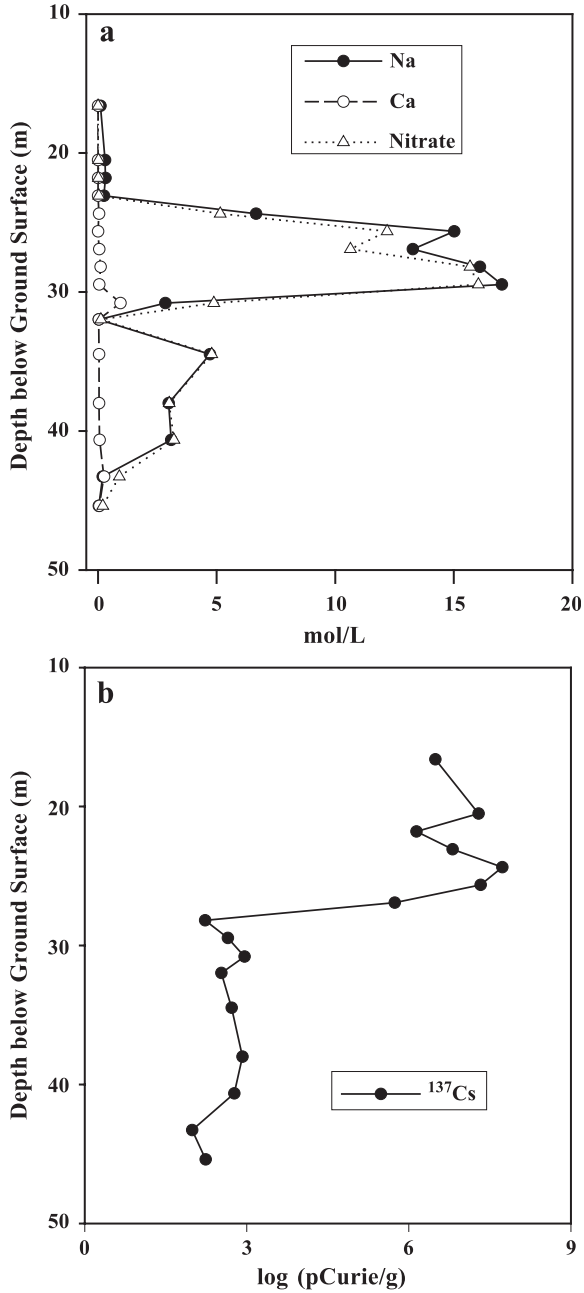 10
a
Na
Ca
Nitrate
20
30
40
50
0 5 10 15 20
mol/L
Depth below Ground Surface (m)
10
b
20
30
40
¹³⁷Cs
50
0 3 6 9
log (pCurie/g)
Depth below Ground Surface (m)